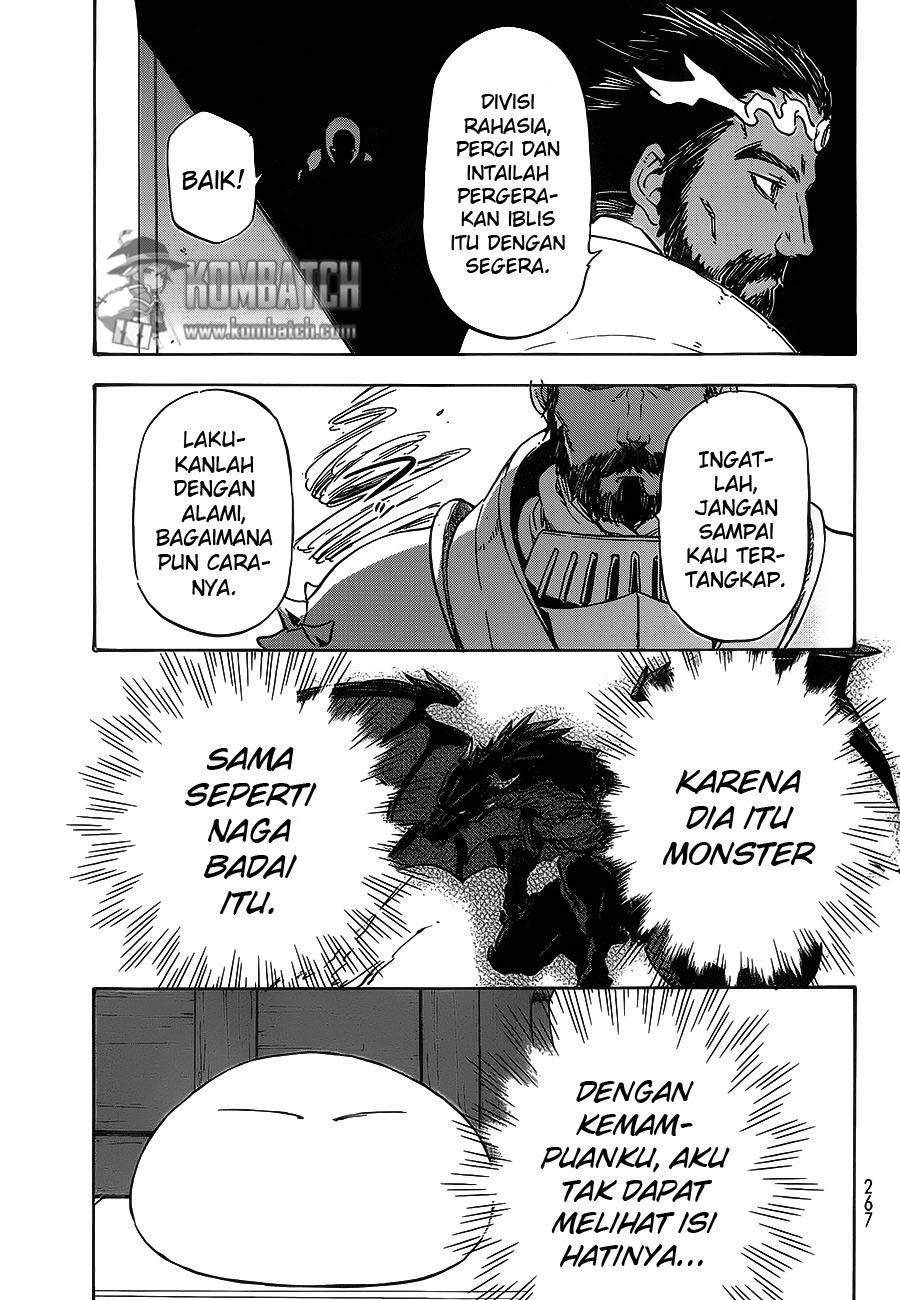 DIVISI
RAHASIA,
PERGI DAN
INTAILAH
PERGERA-
KAN IBLIS
ITU DENGAN
SEGERA.
BAIK!
KOMBATCH
www.kombatch.com
INGAT-
LAH,
JANGAN
SAMPAI
KAU TER-
TANGKAP.
LAKU-
KANLAH
DENGAN
ALAMI,
BAGAIMANA
PUN CARA-
NYA.
KARENA
DIA ITU
MONSTER
SAMA
SEPERTI
NAGA
BADAI
ITU.
DENGAN
KEMAM-
PUANKU, AKU
TAK DAPAT
MELIHAT ISI
HATINYA...
267